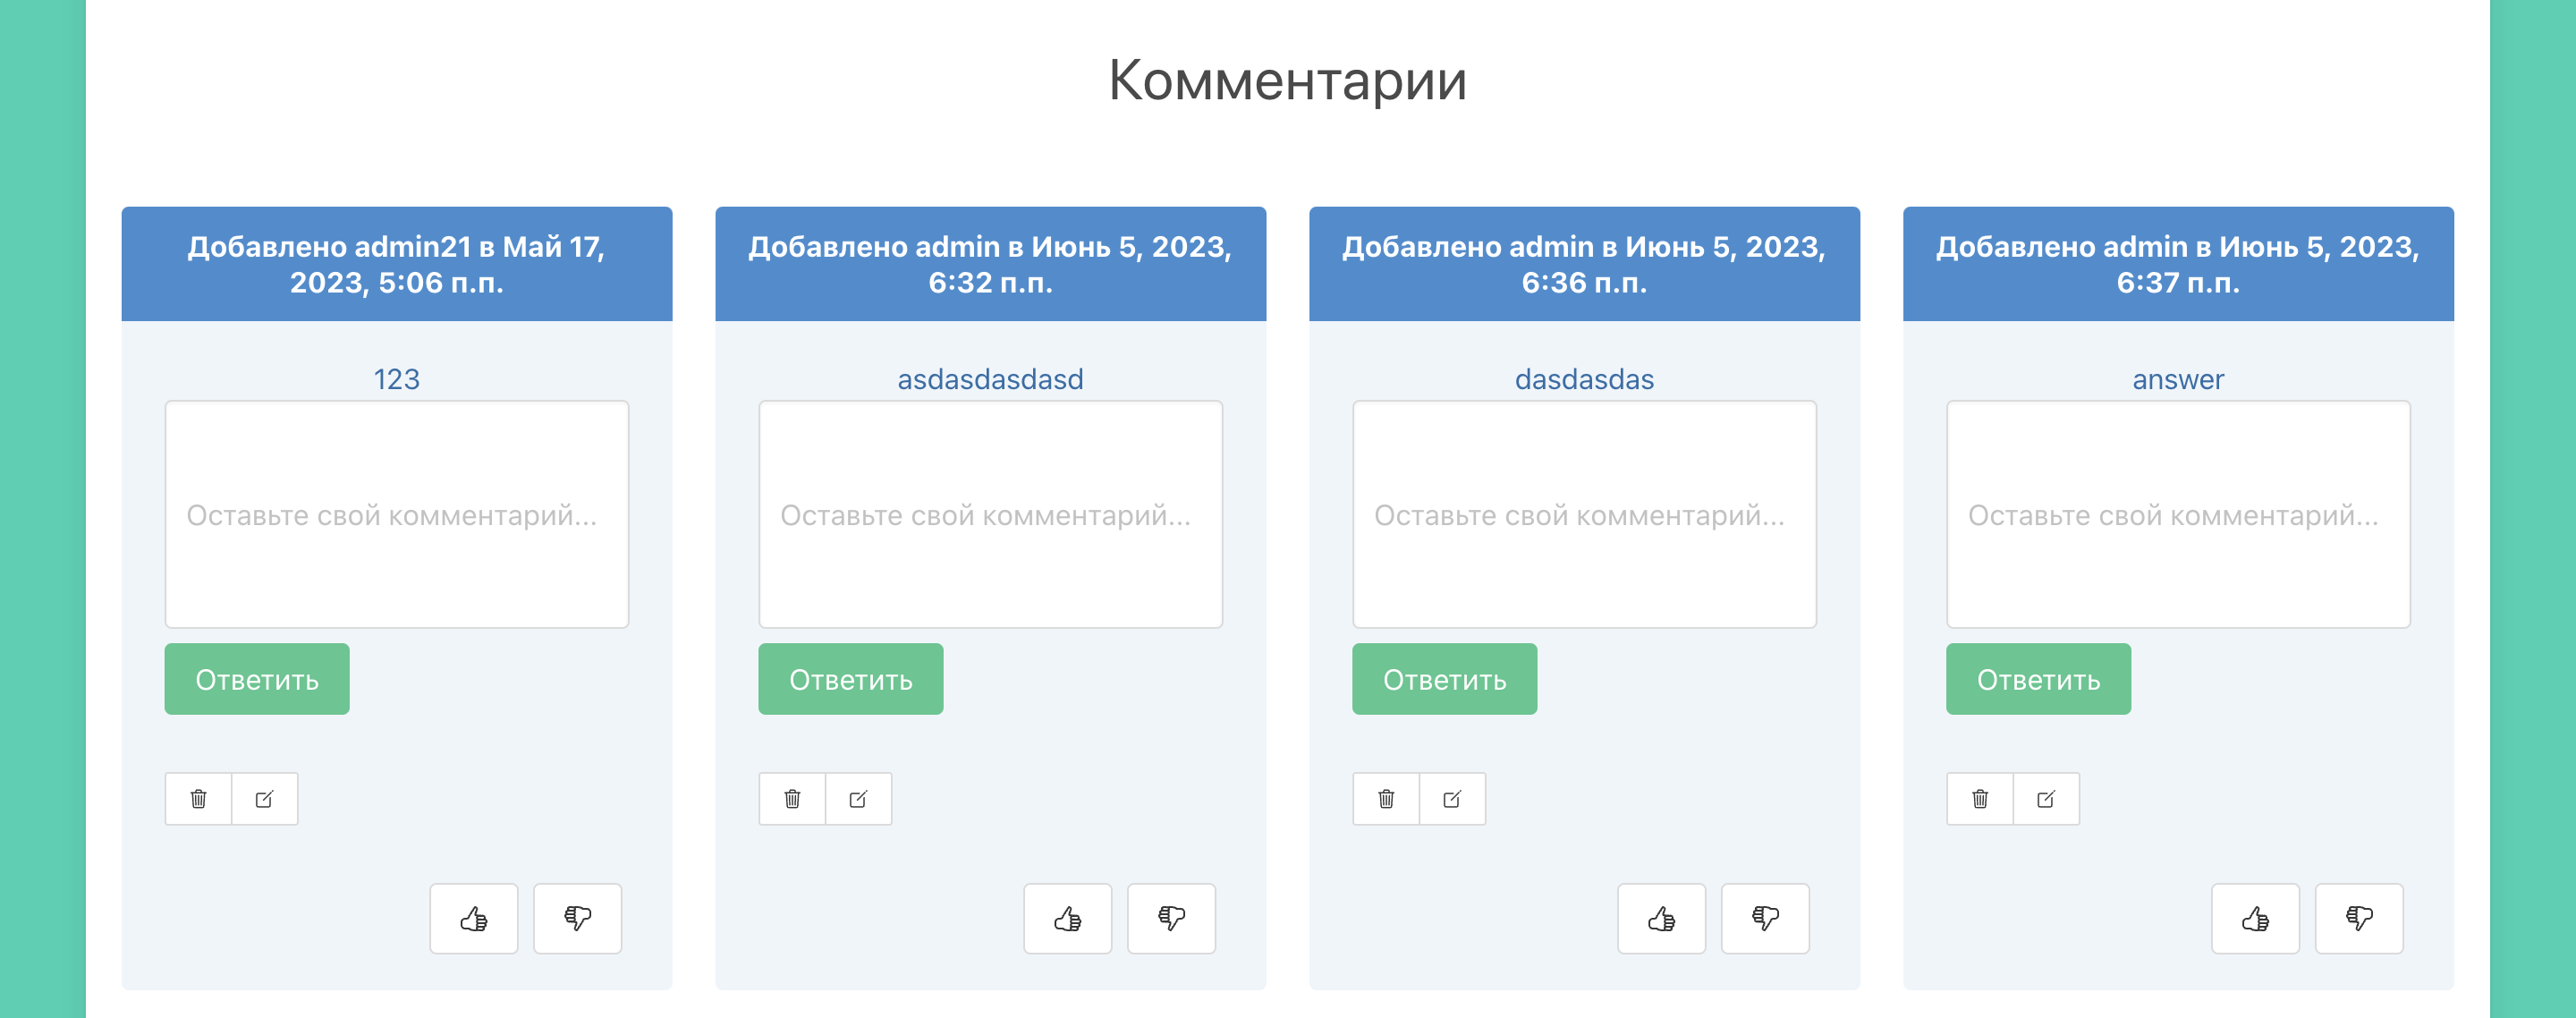 Комментарии
Добавлено admin21 в Май 17,
2023, 5:06 п.п.
123
Оставьте свой комментарий...
Ответить
Добавлено admin в Июнь 5, 2023,
6:32 п.п.
asdasdasdasd
Оставьте свой комментарий...
Ответить
Добавлено admin в Июнь 5, 2023,
6:36 п.п.
dasdasdas
Оставьте свой комментарий...
Ответить
Добавлено admin в Июнь 5, 2023,
6:37 п.п.
answer
Оставьте свой комментарий...
Ответить